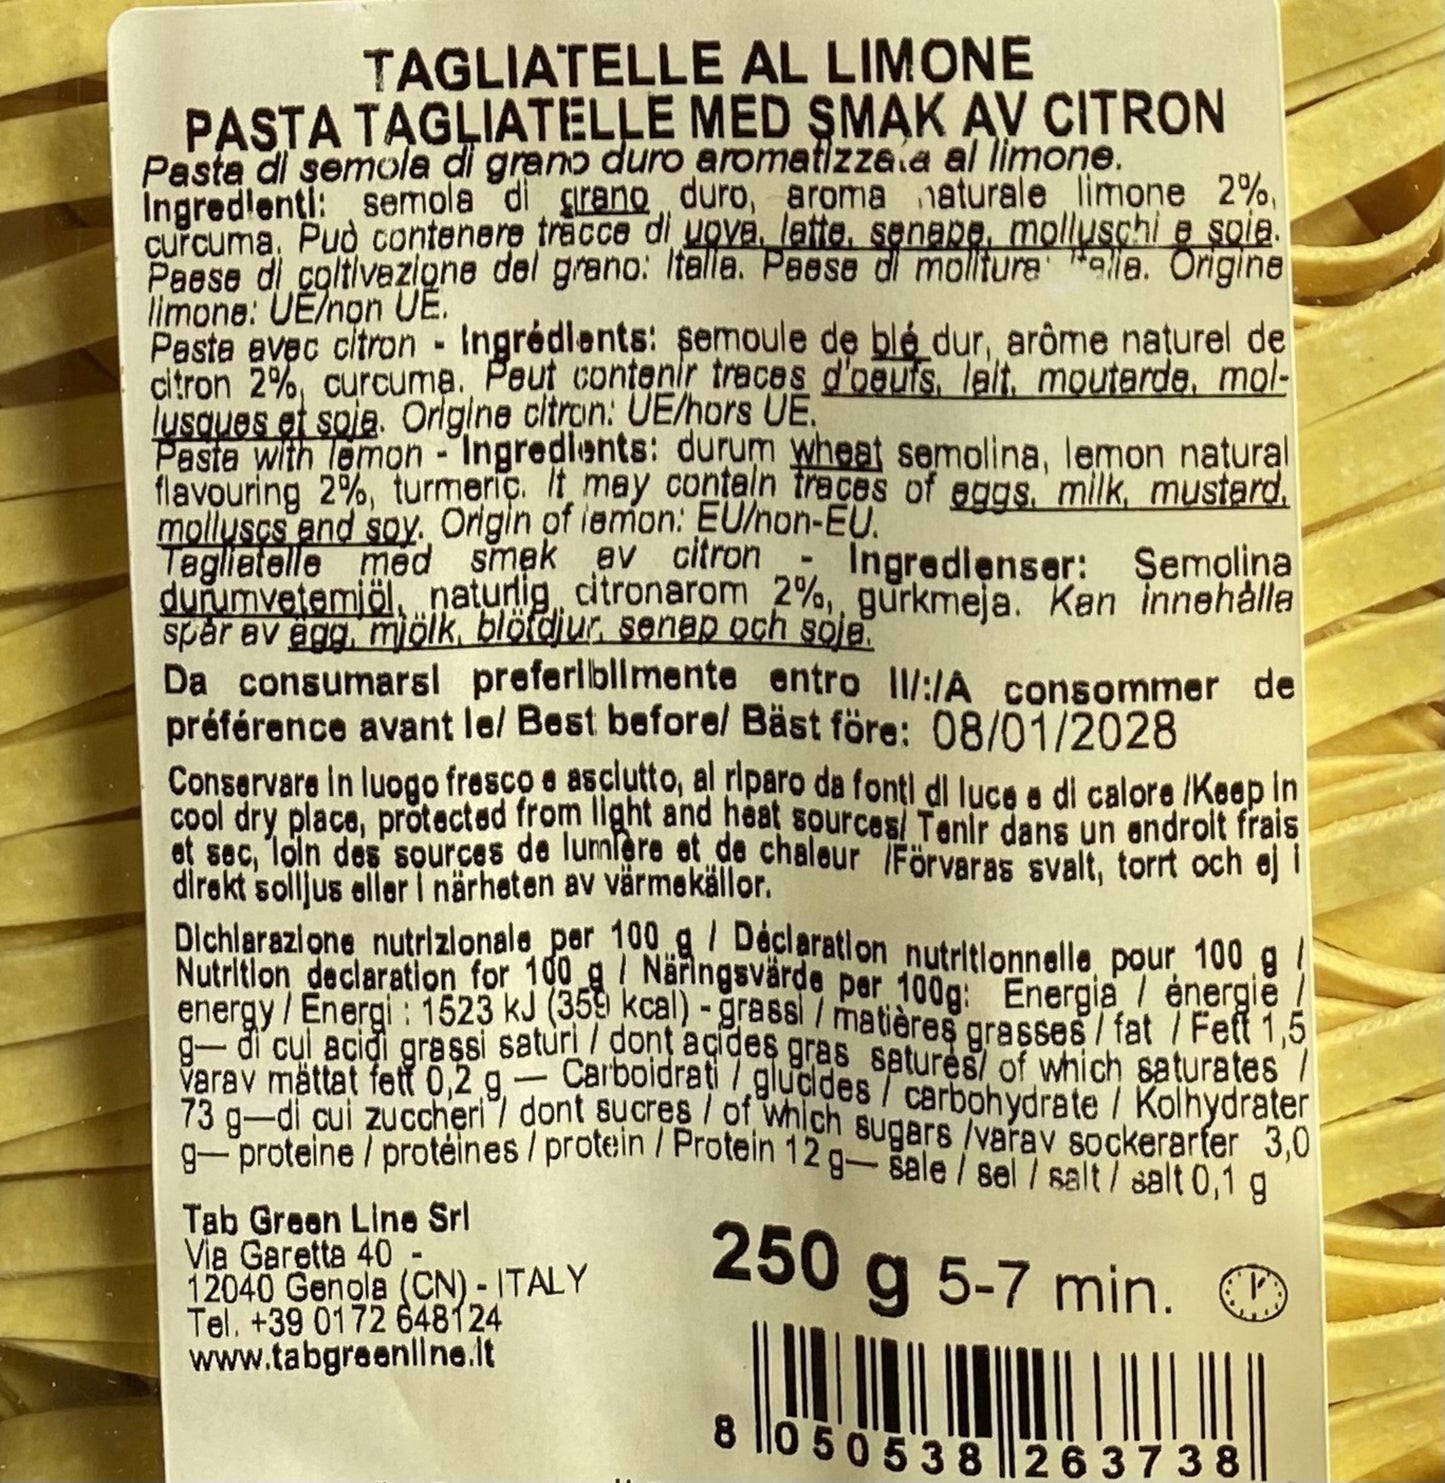 TAGLIATELLE AL LIMONE
PASTA TAGLIATELLE MED SMAK AV CITRON
Pasta di semola di grano duro aromatizzata al limone.
Ingredienti: semola di grano duro, aroma naturale limone 2%,
curcuma. Può contenere tracce di uova, latte, senape, molluschi e soia.
Paese di coltivazione del grano: Italia. Paese di molitura: Italia. Origine
limone: UE/non UE.
Pasta avec citron - Ingrédients: semoule de blé dur, arôme naturel de
citron 2%, curcuma. Peut contenir traces d'oeufs, lait, moutarde, mol-
lusques et soja. Origine citron: UE/hors UE.
Pasta with lemon - Ingredients: durum wheat semolina, lemon natural
flavouring 2%, turmeric. It may contain traces of eggs, milk, mustard,
molluscs and soy. Origin of lemon: EU/non-EU.
Tagliatelle med smak av citron - Ingredienser: Semolina
durumvetemjöl, naturlig citronarom 2%, gurkmeja. Kan innehålla
spår av ägg, mjölk, blötdjur, senap och soja.
Da consumarsi preferibilmente entro il/:/A consommer de
préférence avant le/ Best before/ Bäst före: 08/01/2028
Conservare in luogo fresco e asciutto, al riparo da fonti di luce e di calore /Keep in
cool dry place, protected from light and heat sources/ Tenir dans un endroit frais
et sec, loin des sources de lumière et de chaleur /Förvaras svalt, torrt och ej i
direkt solljus eller i närheten av värmekällor.
Dichiarazione nutrizionale per 100 g / Déclaration nutritionnelle pour 100 g /
Nutrition declaration for 100 g / Näringsvärde per 100g: Energia / énergie /
energy / Energi : 1523 kJ (359 kcal) - grassi / matières grasses / fat / Fett 1,5
g— di cui acidi grassi saturi / dont acides gras saturés/ of which saturates /
varav mättat fett 0,2 g — Carboidrati / glucides / carbohydrate / Kolhydrater
73 g—di cui zuccheri / dont sucres / of which sugars /varav sockerarter 3,0
g— proteine / protéines / protein / Protein 12 g— sale / sel / salt / salt 0,1 g
Tab Green Line Srl
Via Garetta 40 -
12040 Genola (CN) - ITALY
Tel. +39 0172 648124
www.tabgreenline.it
250 g 5-7 min.
8 050538 263738